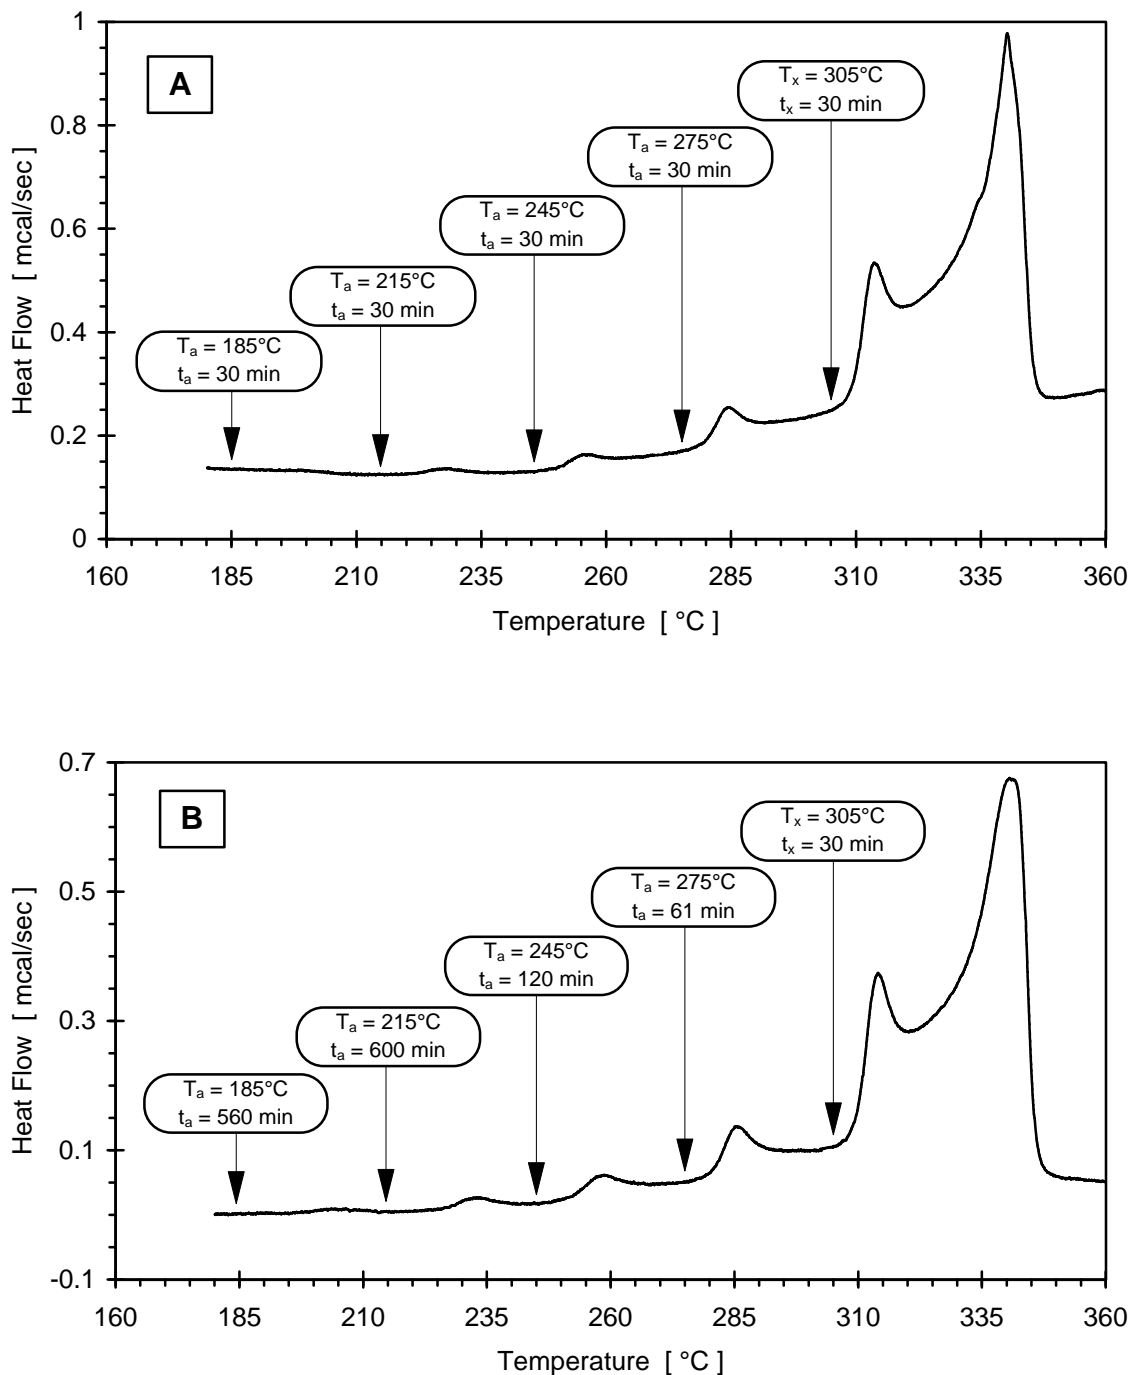 A
1
0.8
0.6
0.4
0.2
0
Heat Flow [ mcal/sec]
Tx = 305°C
tx = 30 min
Ta = 275°C
ta = 30 min
Ta = 245°C
ta = 30 min
Ta = 215°C
ta = 30 min
Ta = 185°C
ta = 30 min
160 185 210 235 260 285 310 335 360
Temperature [ °C ]
B
0.7
0.5
0.3
0.1
-0.1
Heat Flow [ mcal/sec]
Tx = 305°C
tx = 30 min
Ta = 275°C
ta = 61 min
Ta = 245°C
ta = 120 min
Ta = 215°C
ta = 600 min
Ta = 185°C
ta = 560 min
160 185 210 235 260 285 310 335 360
Temperature [ °C ]